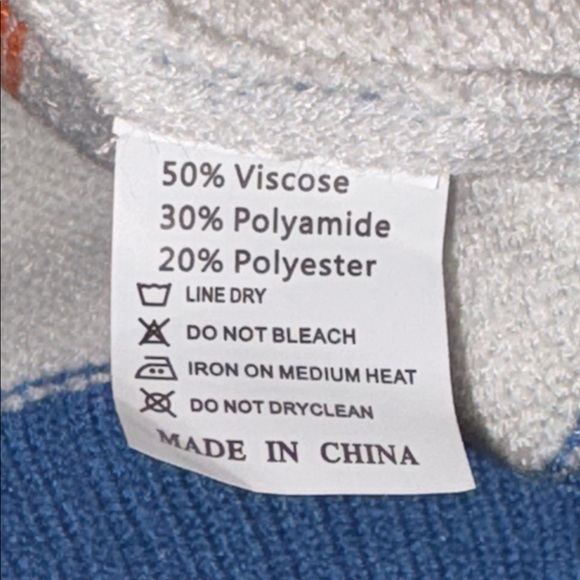 50% Viscose
30% Polyamide
20% Polyester
LINE DRY
DO NOT BLEACH
IRON ON MEDIUM HEAT
DO NOT DRYCLEAN
MADE IN CHINA